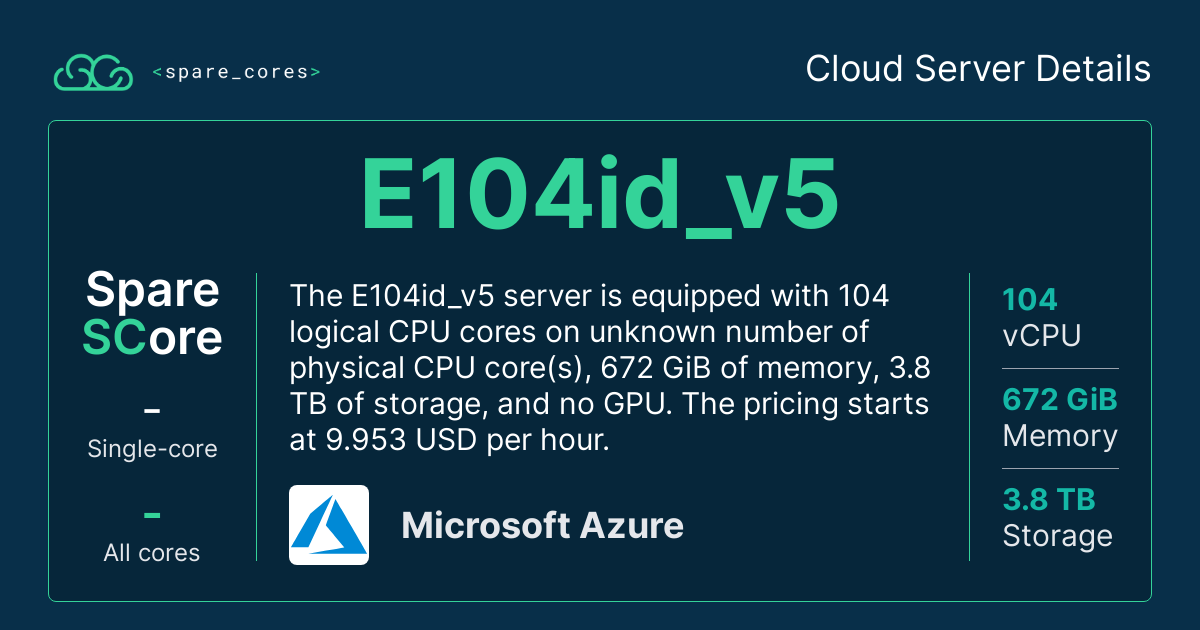 <spare_cores>
Cloud Server Details
E104id_v5
Spare
SCore
–
Single-core
–
All cores
The E104id_v5 server is equipped with 104
logical CPU cores on unknown number of
physical CPU core(s), 672 GiB of memory, 3.8
TB of storage, and no GPU. The pricing starts
at 9.953 USD per hour.
Microsoft Azure
104
vCPU
672 GiB
Memory
3.8 TB
Storage